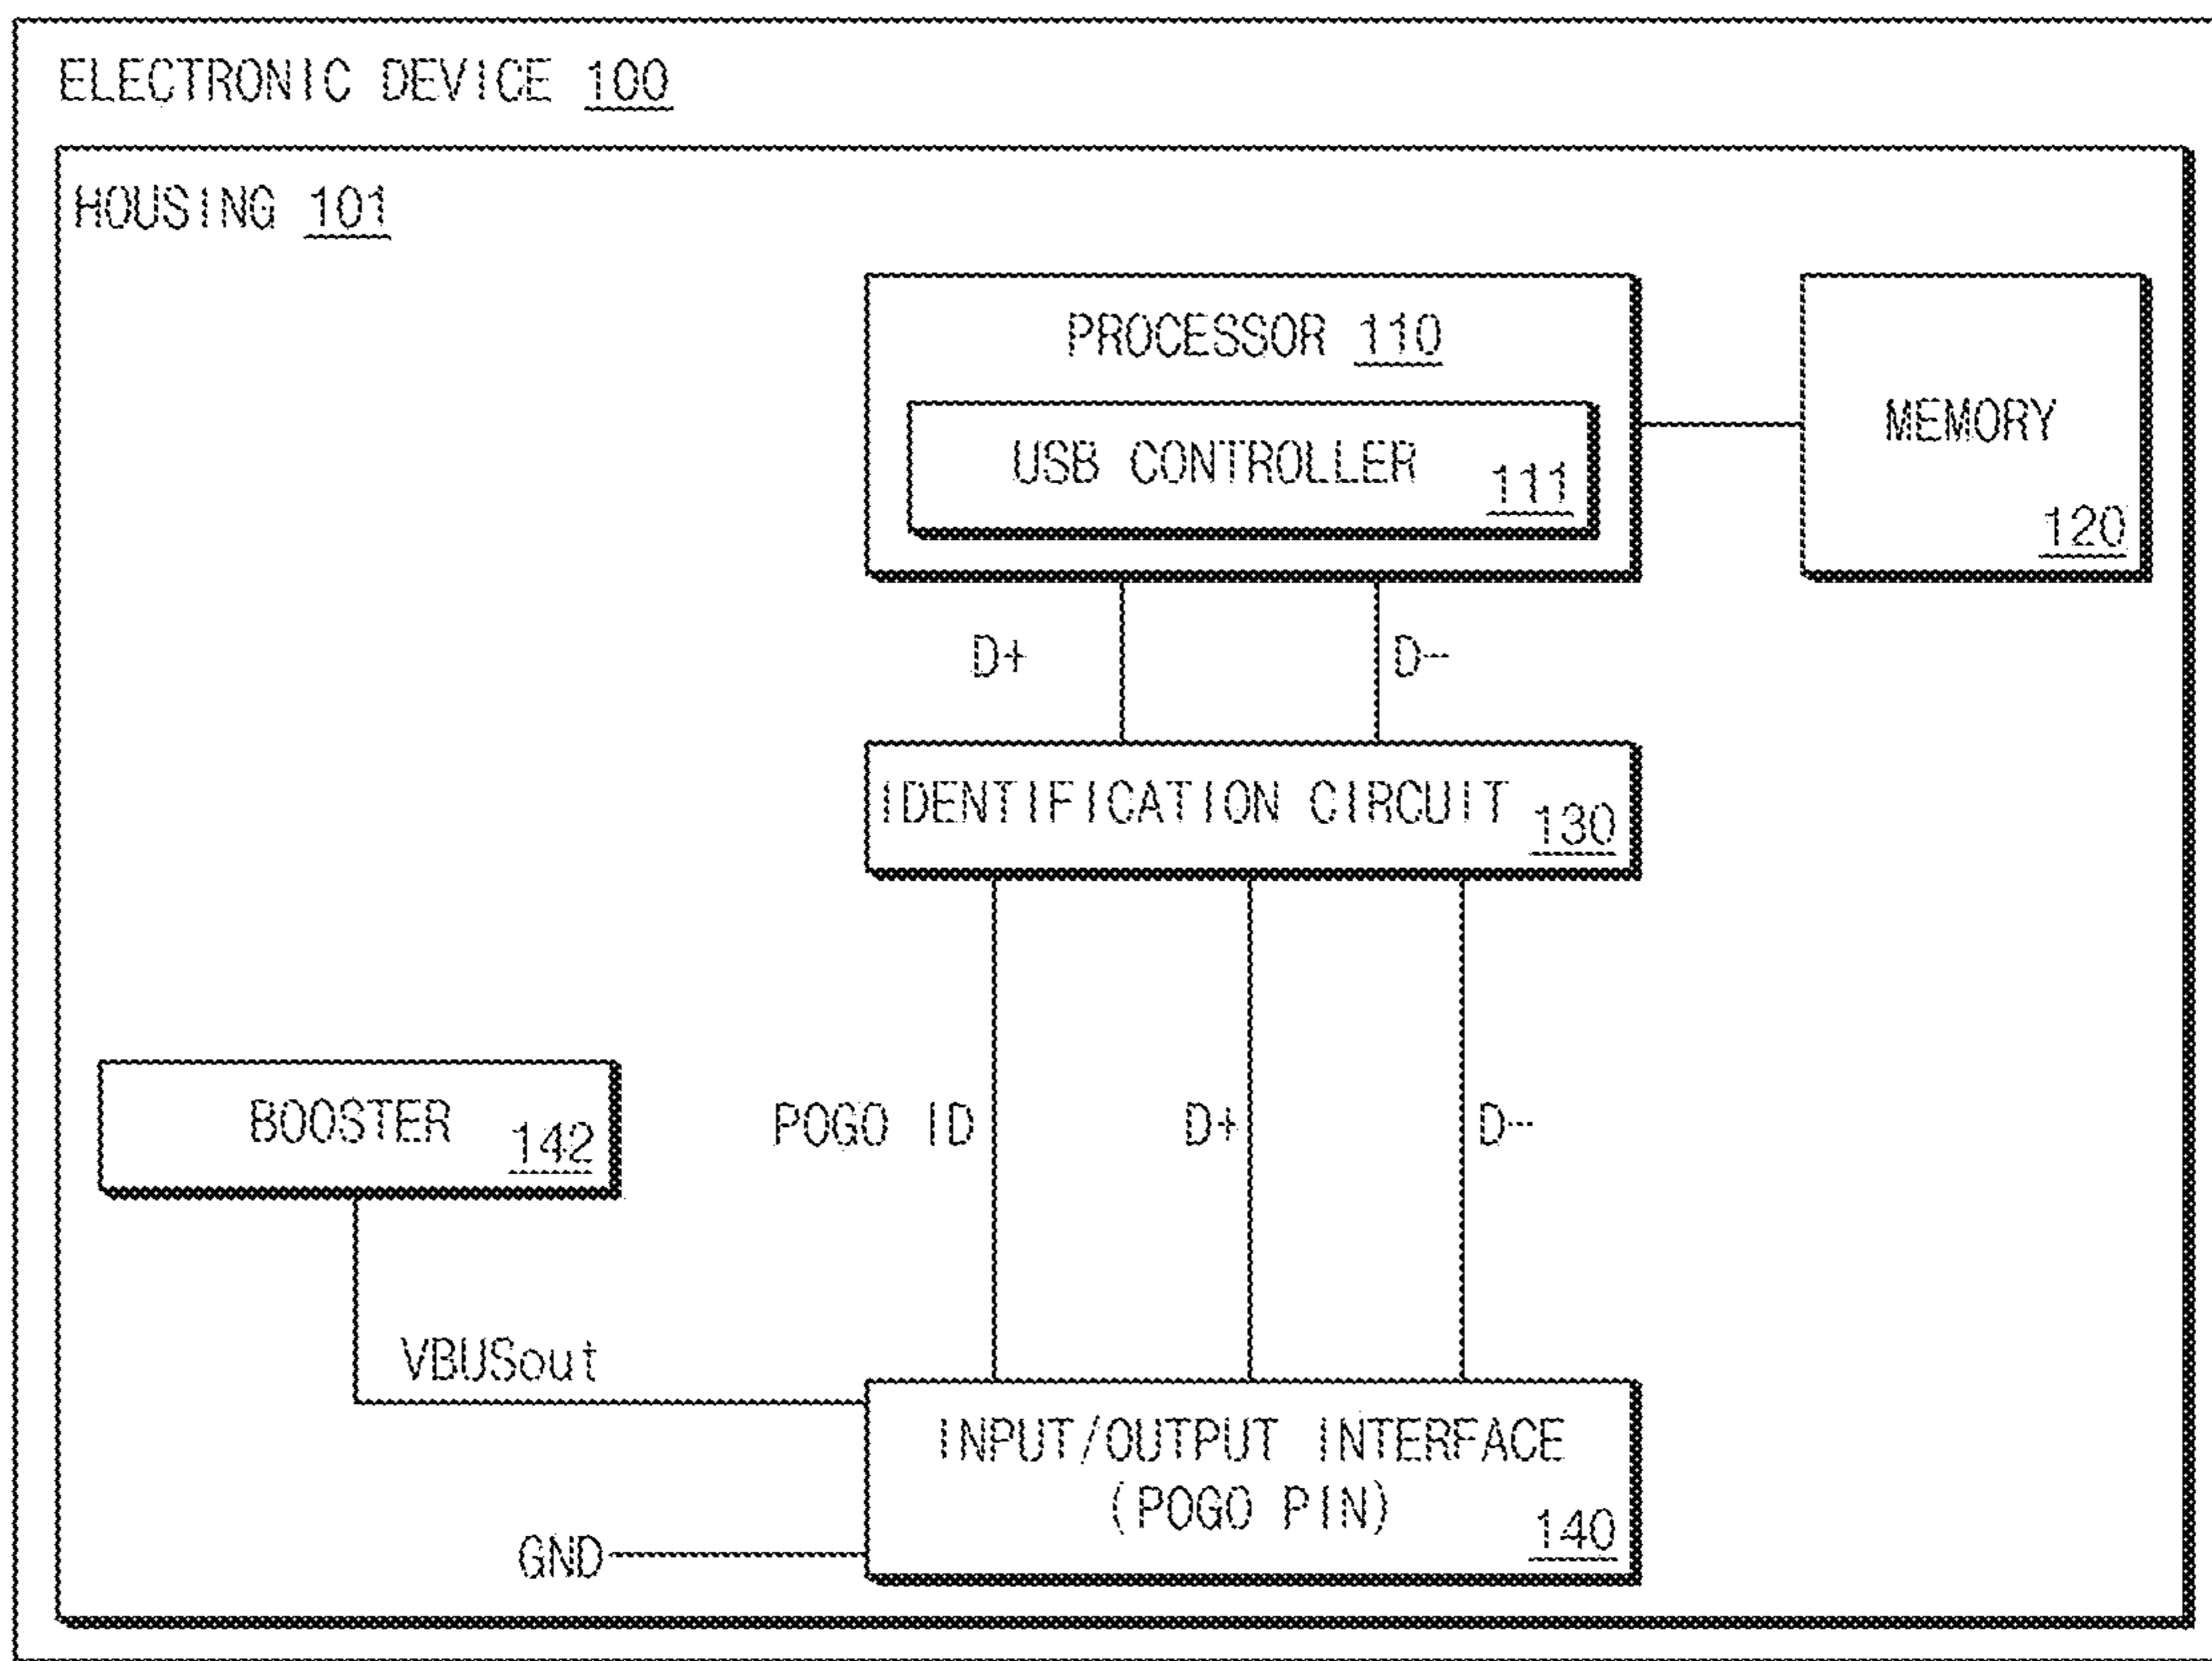 ELECTRONIC DEVICE 100
HOUSING 101
PROCESSOR 110
USB CONTROLLER 111
MEMORY
120
D+
D-
IDENTIFICATION CIRCUIT 130
BOOSTER 142
POGO ID
D+
D-
VBUSout
INPUT/OUTPUT INTERFACE
(POGO PIN) 140
GND